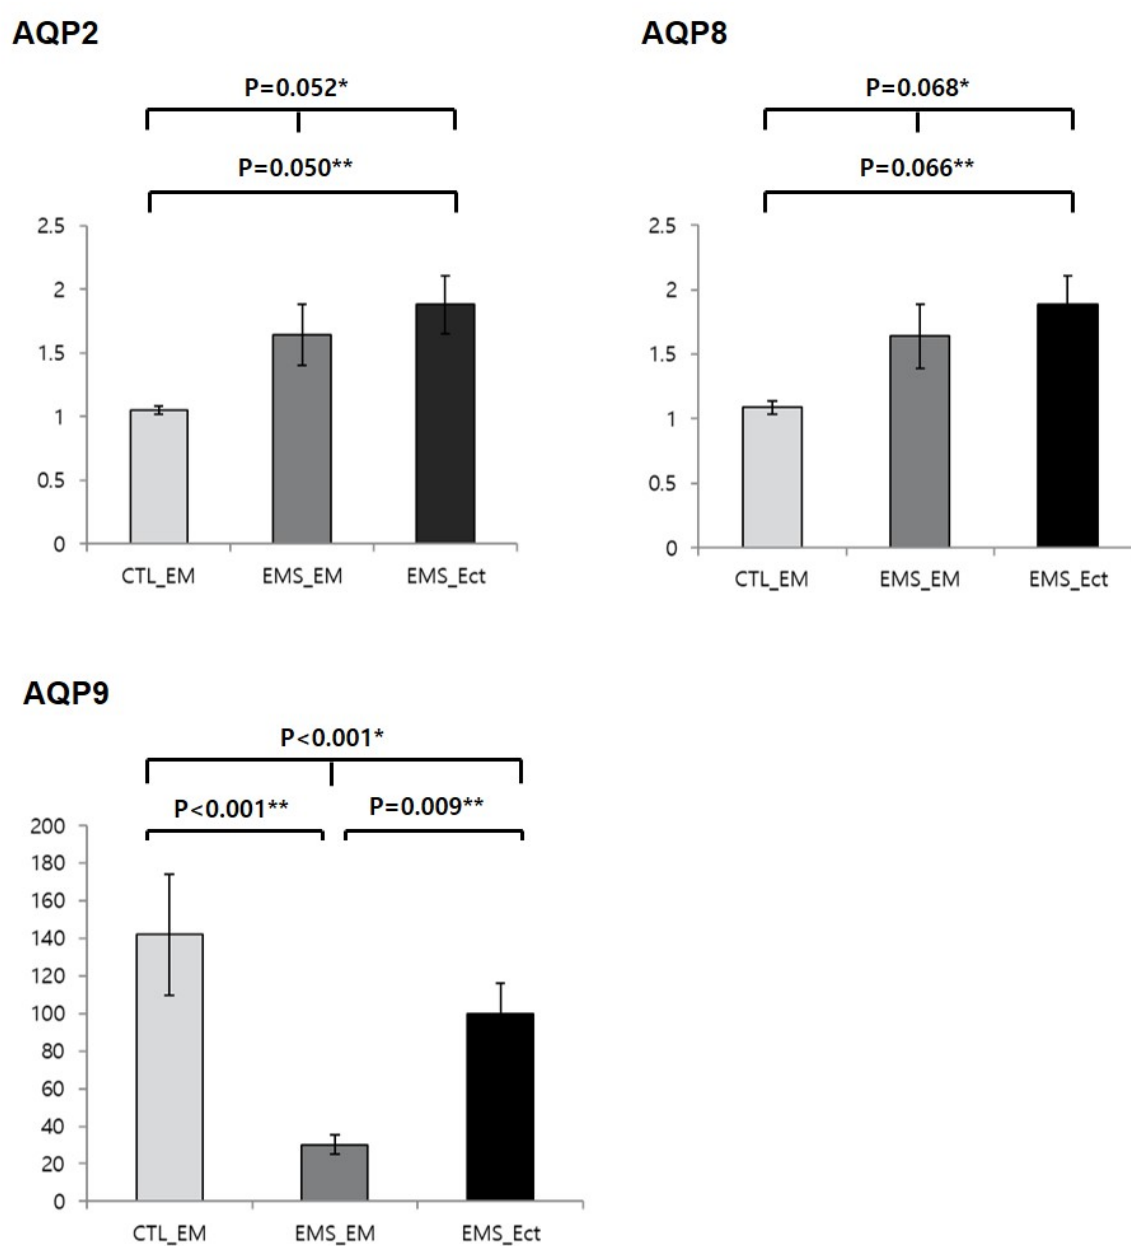 AQP2
P=0.052*
P=0.050**
2.5
2
1.5
1
0.5
0
CTL_EM EMS_EM EMS_Ect
AQP8
P=0.068*
P=0.066**
2.5
2
1.5
1
0.5
0
CTL_EM EMS_EM EMS_Ect
AQP9
P<0.001*
P<0.001** P=0.009**
200
180
160
140
120
100
80
60
40
20
0
CTL_EM EMS_EM EMS_Ect